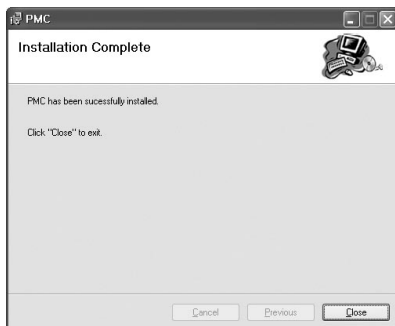 PMC
Installation Complete
PMC has been sucessfully installed.
Click "Close" to exit.
Cancel Previous Close